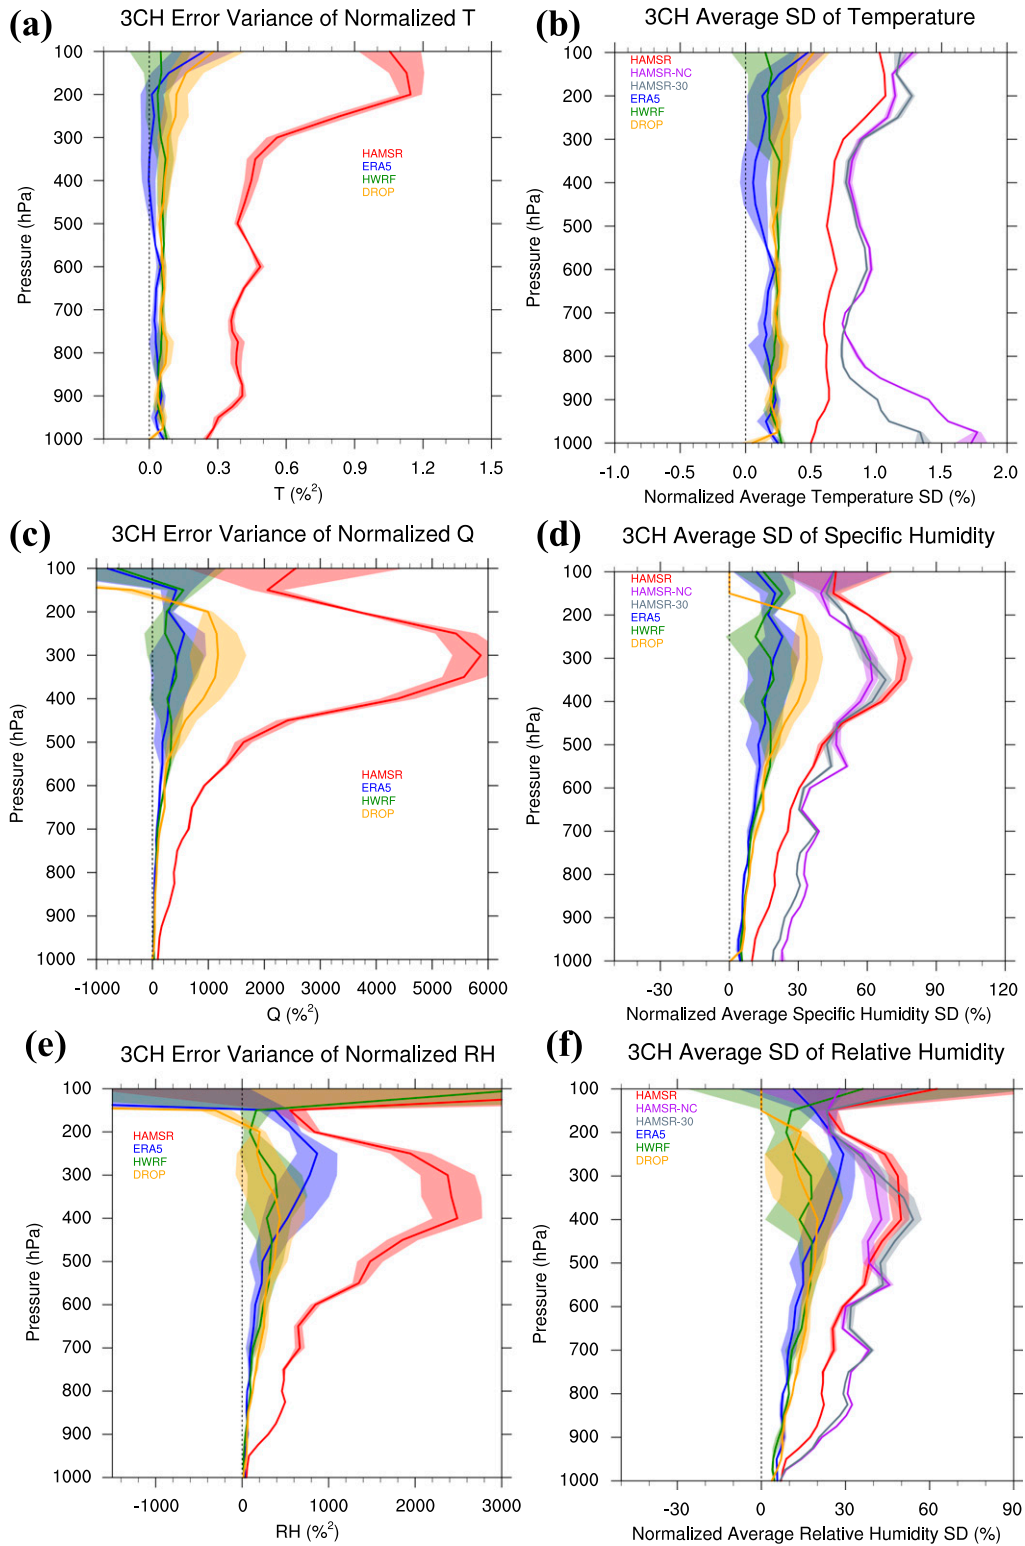 (a)
3CH Error Variance of Normalized T
100
200
300
400
500
600
700
800
900
1000
Pressure (hPa)
HAMSR
ERA5
HWRF
DROP
0.0 0.3 0.6 0.9 1.2 1.5
T (%²)
(b)
3CH Average SD of Temperature
100
200
300
400
500
600
700
800
900
1000
Pressure (hPa)
HAMSR
HAMSR-NC
HAMSR-30
ERA5
HWRF
DROP
-1.0 -0.5 0.0 0.5 1.0 1.5 2.0
Normalized Average Temperature SD (%)
(c)
3CH Error Variance of Normalized Q
100
200
300
400
500
600
700
800
900
1000
Pressure (hPa)
HAMSR
ERA5
HWRF
DROP
-1000 0 1000 2000 3000 4000 5000 6000
Q (%²)
(d)
3CH Average SD of Specific Humidity
100
200
300
400
500
600
700
800
900
1000
Pressure (hPa)
HAMSR
HAMSR-NC
HAMSR-30
ERA5
HWRF
DROP
-30 0 30 60 90 120
Normalized Average Specific Humidity SD (%)
(e)
3CH Error Variance of Normalized RH
100
200
300
400
500
600
700
800
900
1000
Pressure (hPa)
HAMSR
ERA5
HWRF
DROP
-1000 0 1000 2000 3000
RH (%²)
(f)
3CH Average SD of Relative Humidity
100
200
300
400
500
600
700
800
900
1000
Pressure (hPa)
HAMSR
HAMSR-NC
HAMSR-30
ERA5
HWRF
DROP
-30 0 30 60 90
Normalized Average Relative Humidity SD (%)